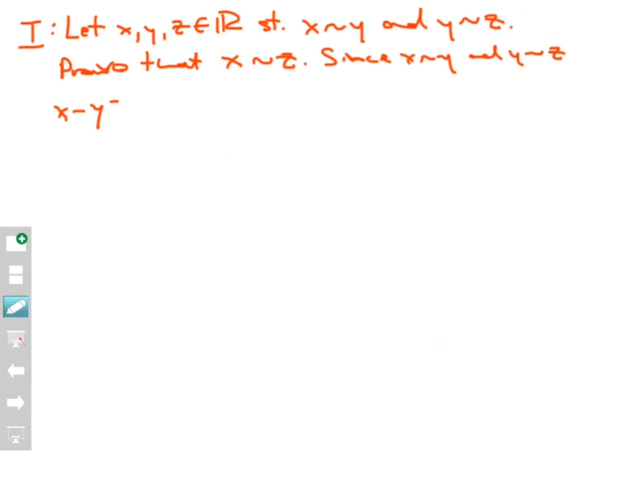 T: Let x, y, z ∈ ℝ st. x ~ y and y ~ z.
Prove that x ~ z. Since x ~ y and y ~ z
x - y